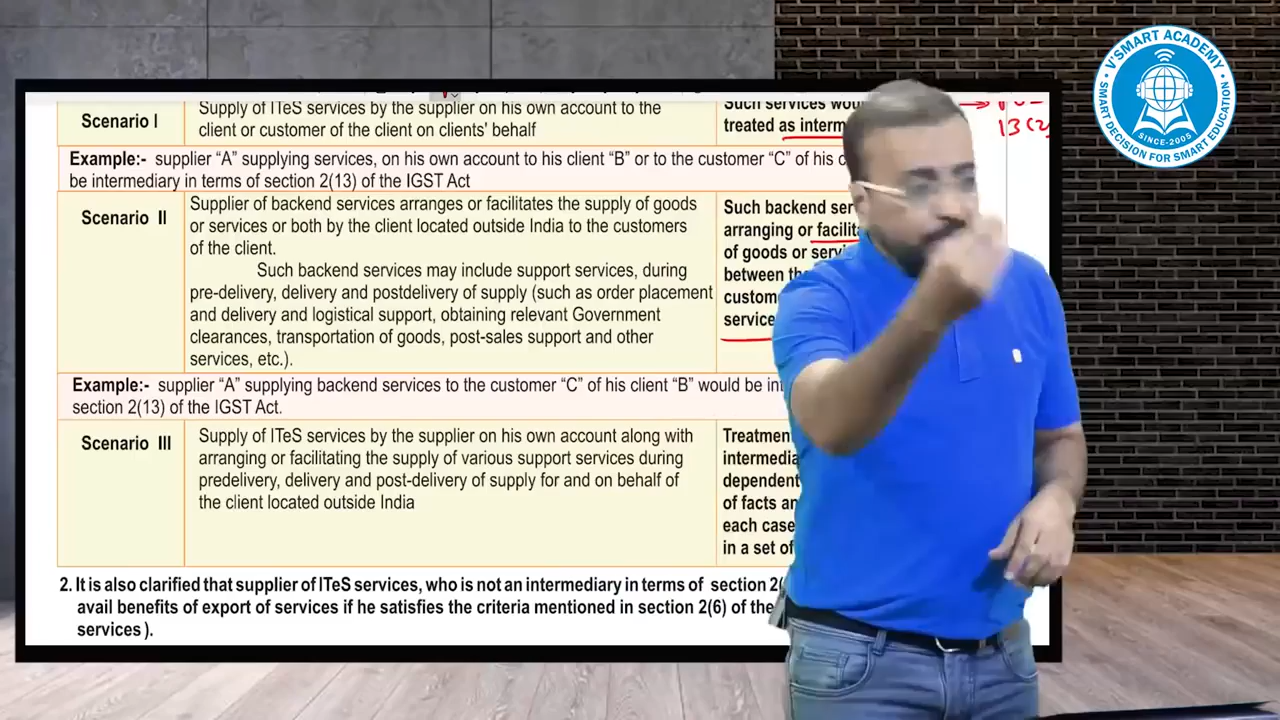 Scenario I
Supply of ITeS services by the supplier on his own account to the
client or customer of the client on clients' behalf
Such services
treated as
Example:- supplier “A” supplying services, on his own account to his client “B” or to the customer “C” of his
be intermediary in terms of section 2(13) of the IGST Act
Scenario II
Supplier of backend services arranges or facilitates the supply of goods
or services or both by the client located outside India to the customers
of the client.
Such backend services may include support services, during
pre-delivery, delivery and postdelivery of supply (such as order placement
and delivery and logistical support, obtaining relevant Government
clearances, transportation of goods, post-sales support and other
services, etc.).
Such backend
arranging or
of goods or
between
service
Example:- supplier “A” supplying backend services to the customer “C” of his client “B” would be
section 2(13) of the IGST Act.
Scenario III
Supply of ITeS services by the supplier on his own account along with
arranging or facilitating the supply of various support services during
predelivery, delivery and post-delivery of supply for and on behalf of
the client located outside India
dependent
of facts
each case
in a set of
2. It is also clarified that supplier of ITeS services, who is not an intermediary in terms of section
avail benefits of export of services if he satisfies the criteria mentioned in section 2(6) of the
services ).
V'SMART ACADEMY
SINCE-2005
SMART DECISION FOR SMART EDUCATION